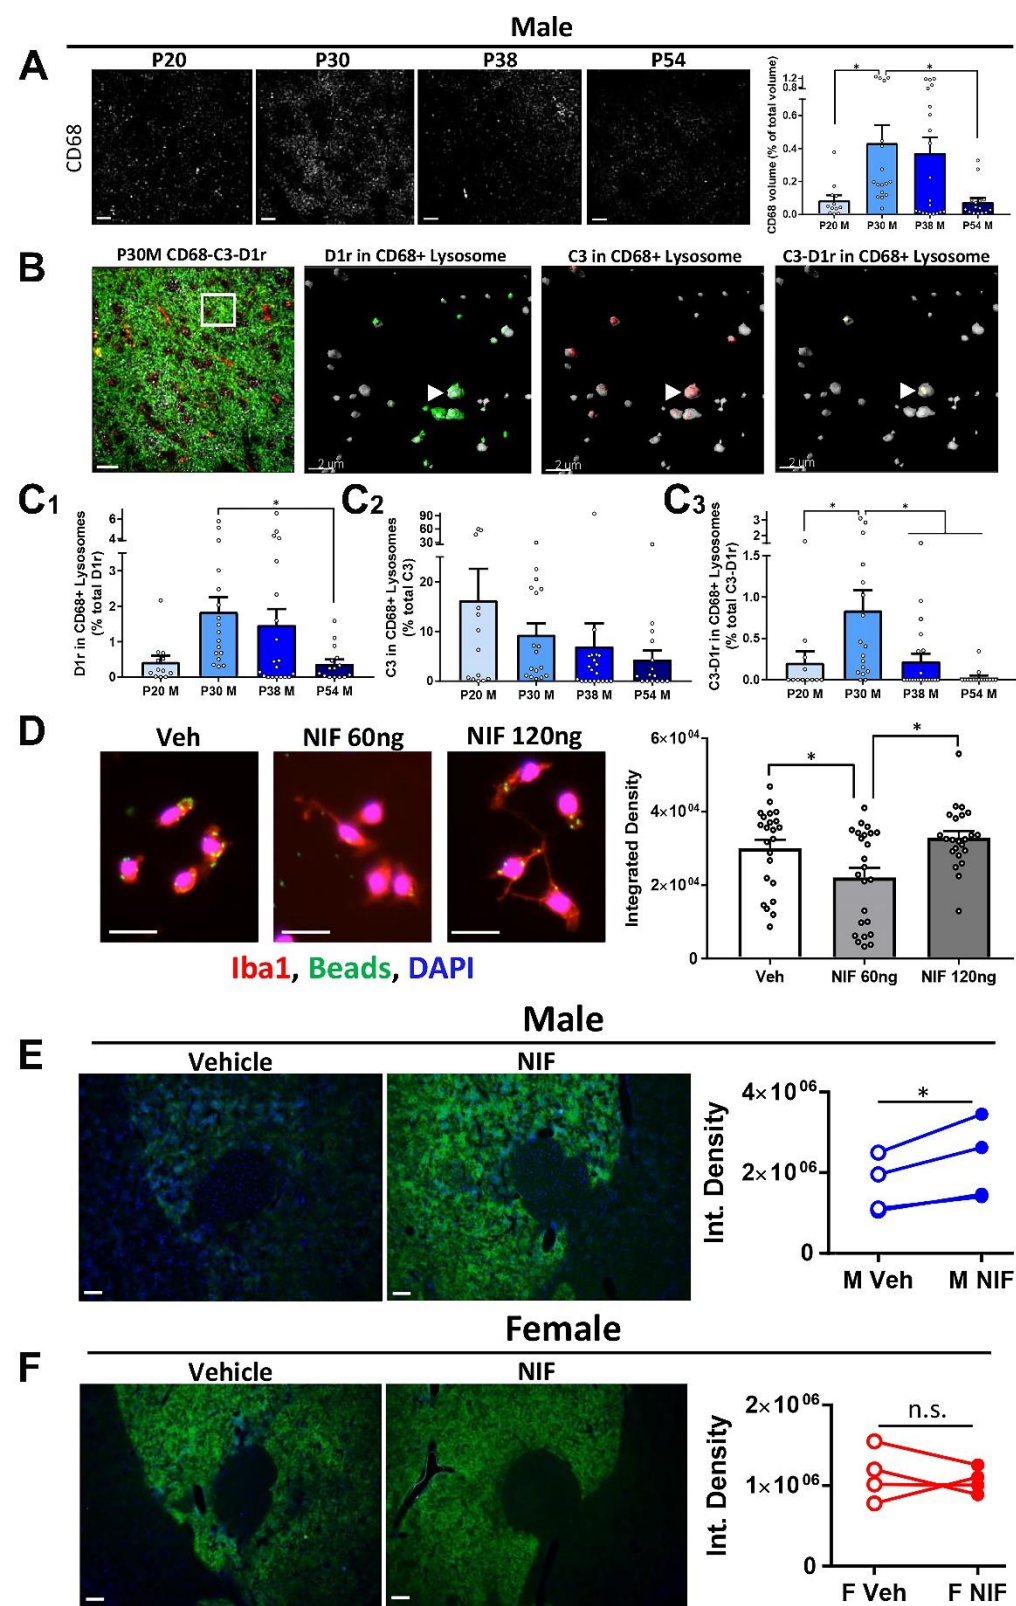 Male
A
P20 P30 P38 P54
CD68
CD68 volume (% of total volume)
1.2
0.8
0.4
0.2
0.0
P20 M P30 M P38 M P54 M
* *
B
P30M CD68-C3-D1r D1r in CD68+ Lysosome C3 in CD68+ Lysosome C3-D1r in CD68+ Lysosome
2 um 2 um 2 um
C1
D1r in CD68+ Lysosomes
(% total D1r)
6
4
3
2
1
0
P20 M P30 M P38 M P54 M
*
C2
C3 in CD68+ Lysosomes
(% total C3)
90
60
30
20
10
0
P20 M P30 M P38 M P54 M
C3
C3-D1r in CD68+ Lysosomes
(% total C3-D1r)
3
2
1.5
1.0
0.5
0.0
P20 M P30 M P38 M P54 M
* *
D
Veh NIF 60ng NIF 120ng
Iba1, Beads, DAPI
Integrated Density
6×10⁰⁴
4×10⁰⁴
2×10⁰⁴
0
Veh NIF 60ng NIF 120ng
* *
Male
E
Vehicle NIF
Int. Density
4×10⁰⁶
2×10⁰⁶
0
M Veh M NIF
*
Female
F
Vehicle NIF
Int. Density
2×10⁰⁶
1×10⁰⁶
0
F Veh F NIF
n.s.